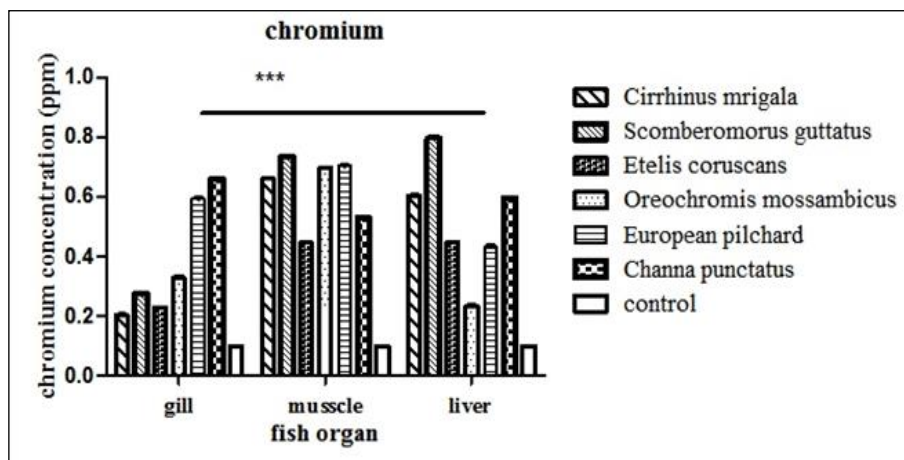 chromium
***
chromium concentration (ppm)
1.0
0.8
0.6
0.4
0.2
0.0
gill
musscle
liver
fish organ
Cirrhinus mrigala
Scomberomorus guttatus
Etelis coruscans
Oreochromis mossambicus
European pilchard
Channa punctatus
control